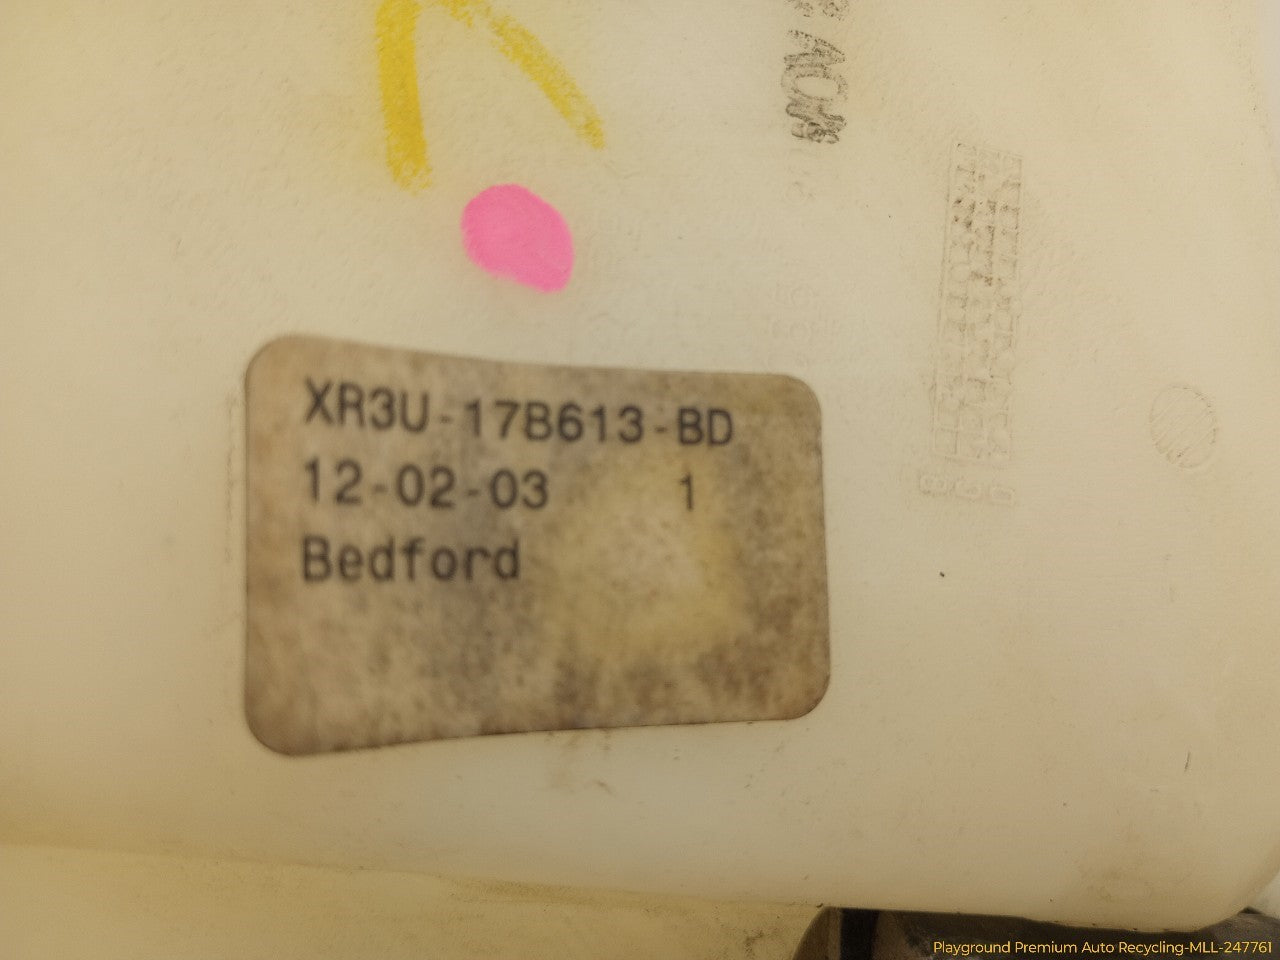 XR3U-17B613-BD
12-02-03 1
Bedford
Playground Premium Auto Recycling-MLL-247761